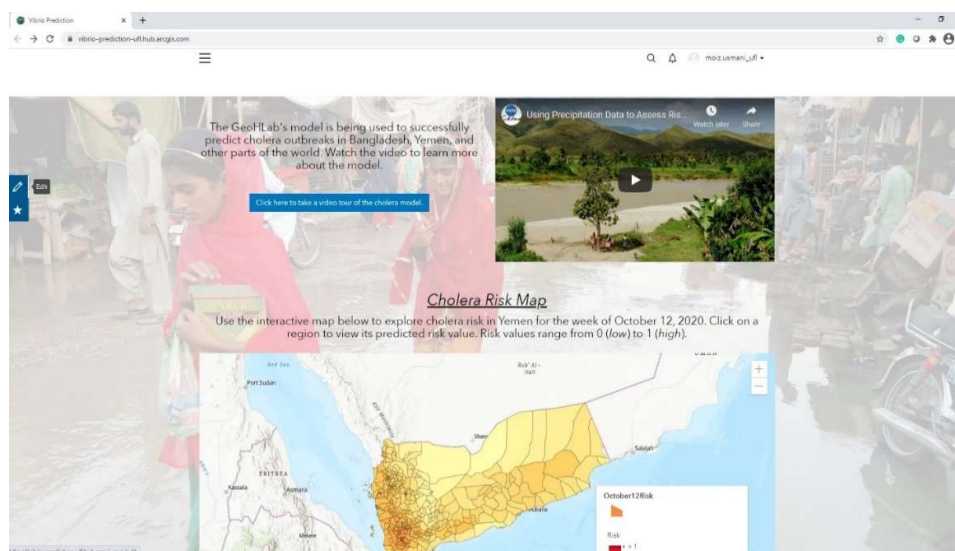 Vibrio Prediction
vibrio-prediction-ufl.hub.arcgis.com
moiz.usmani_ufl
The GeoHLab's model is being used to successfully
predict cholera outbreaks in Bangladesh, Yemen, and
other parts of the world. Watch the video to learn more
about the model.
Click here to take a video tour of the cholera model.
Using Precipitation Data to Assess Ris...
Watch later
Share
Edit
Cholera Risk Map
Use the interactive map below to explore cholera risk in Yemen for the week of October 12, 2020. Click on a
region to view its predicted risk value. Risk values range from 0 (low) to 1 (high).
Red Sea
Rub' Al-
Hali
Port Sudan
Salalah
ERITREA
Kassala
Asmara
Mekele
October12Risk
Risk
> 1